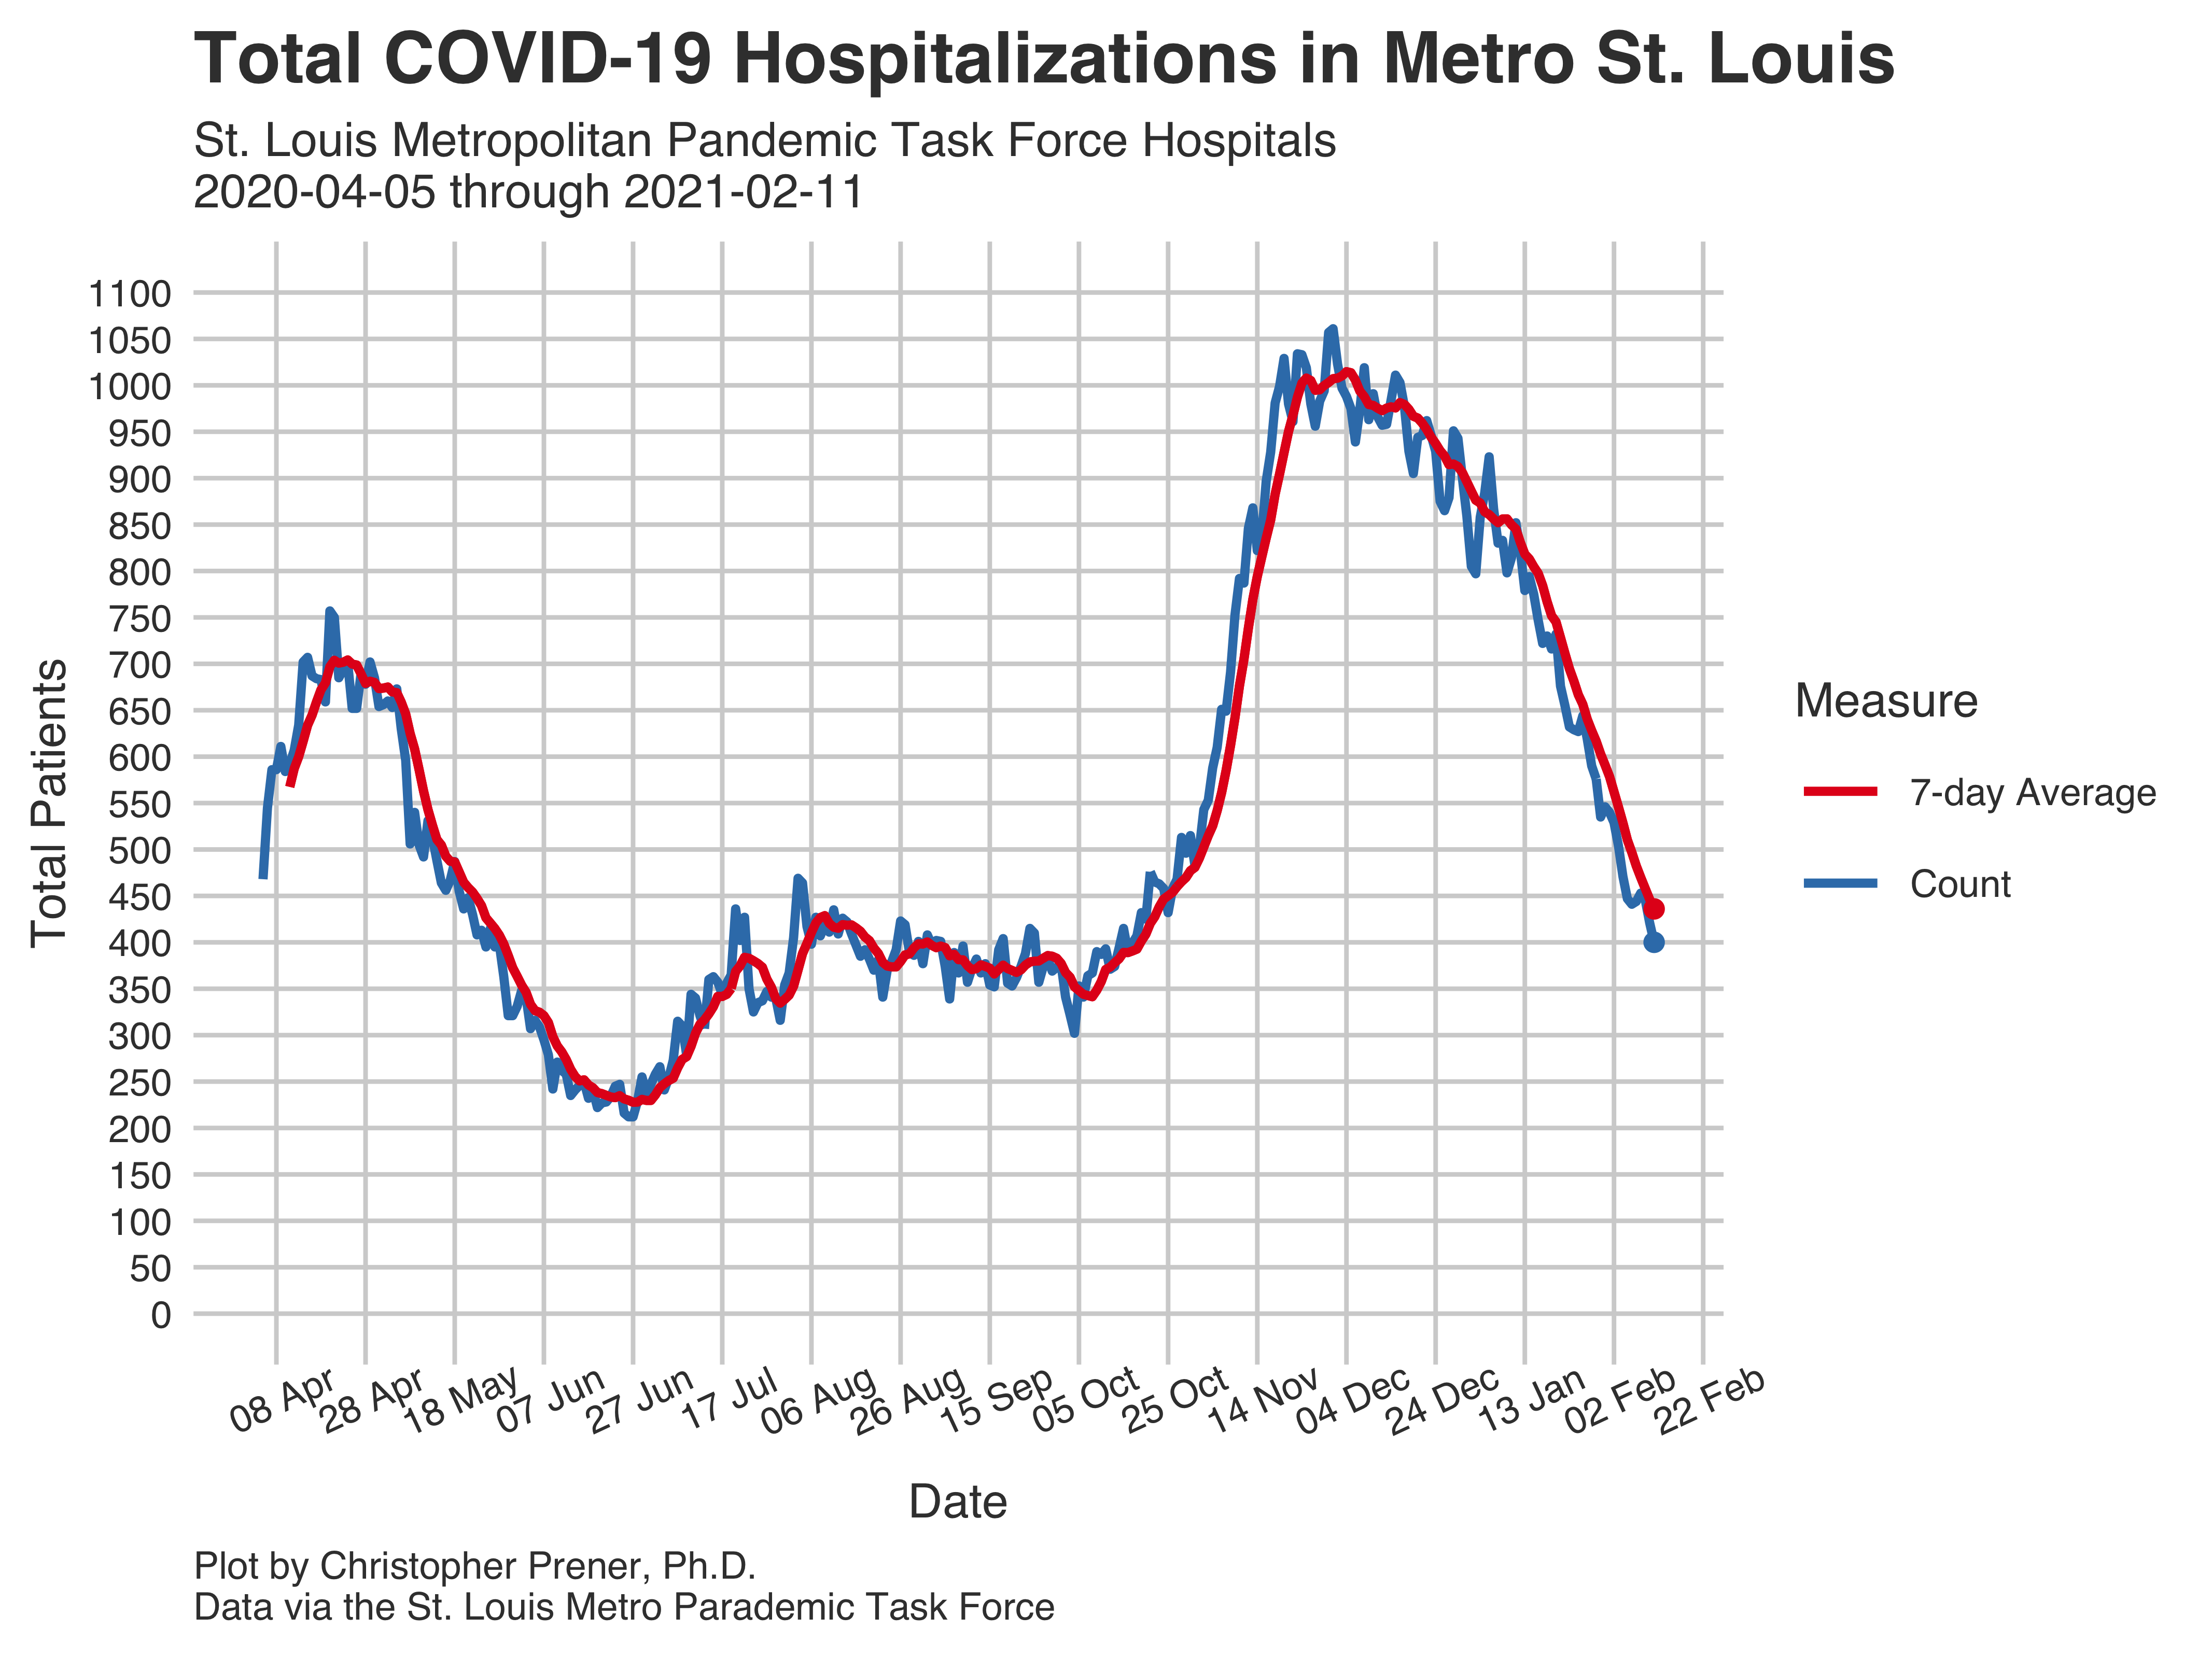 Total COVID-19 Hospitalizations in Metro St. Louis
St. Louis Metropolitan Pandemic Task Force Hospitals
2020-04-05 through 2021-02-11
1100
1050
1000
950
900
850
800
750
700
650
600
550
500
450
400
350
300
250
200
150
100
50
0
Total Patients
Measure
7-day Average
Count
08 Apr
28 Apr
18 May
07 Jun
27 Jun
17 Jul
06 Aug
26 Aug
15 Sep
05 Oct
25 Oct
14 Nov
04 Dec
24 Dec
13 Jan
02 Feb
22 Feb
Date
Plot by Christopher Prener, Ph.D.
Data via the St. Louis Metro Parademic Task Force